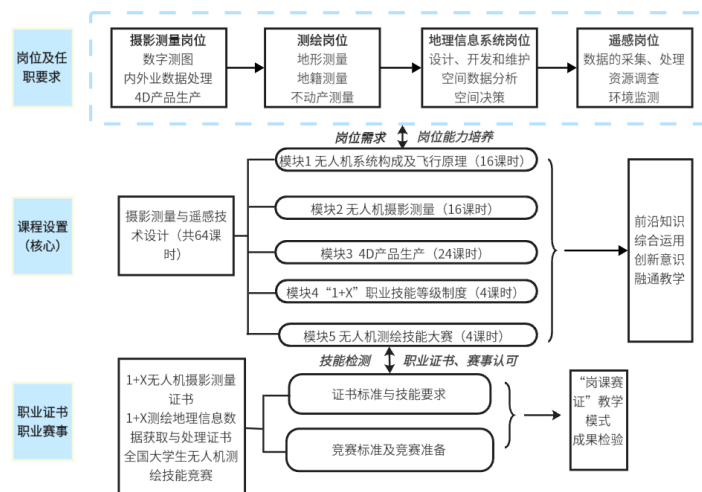 岗位及任
职要求
摄影测量岗位
数字测图
内外业数据处理
4D产品生产
测绘岗位
地形测量
地籍测量
不动产测量
地理信息系统岗位
设计、开发和维护
空间数据分析
空间决策
遥感岗位
数据的采集、处理
资源调查
环境监测
岗位需求
岗位能力培养
课程设置
（核心）
摄影测量与遥感技
术设计（共64课
时）
模块1 无人机系统构成及飞行原理（16课时）
模块2 无人机摄影测量（16课时）
模块3 4D产品生产（24课时）
模块4“1+X”职业技能等级制度（4课时）
模块5 无人机测绘技能大赛（4课时）
前沿知识
综合运用
创新意识
融通教学
技能检测
职业证书、赛事认可
职业证书
职业赛事
1+X无人机摄影测量
证书
1+X测绘地理信息数
据获取与处理证书
全国大学生无人机测
绘技能竞赛
证书标准与技能要求
竞赛标准及竞赛准备
“岗课赛
证”教学
模式
成果检验